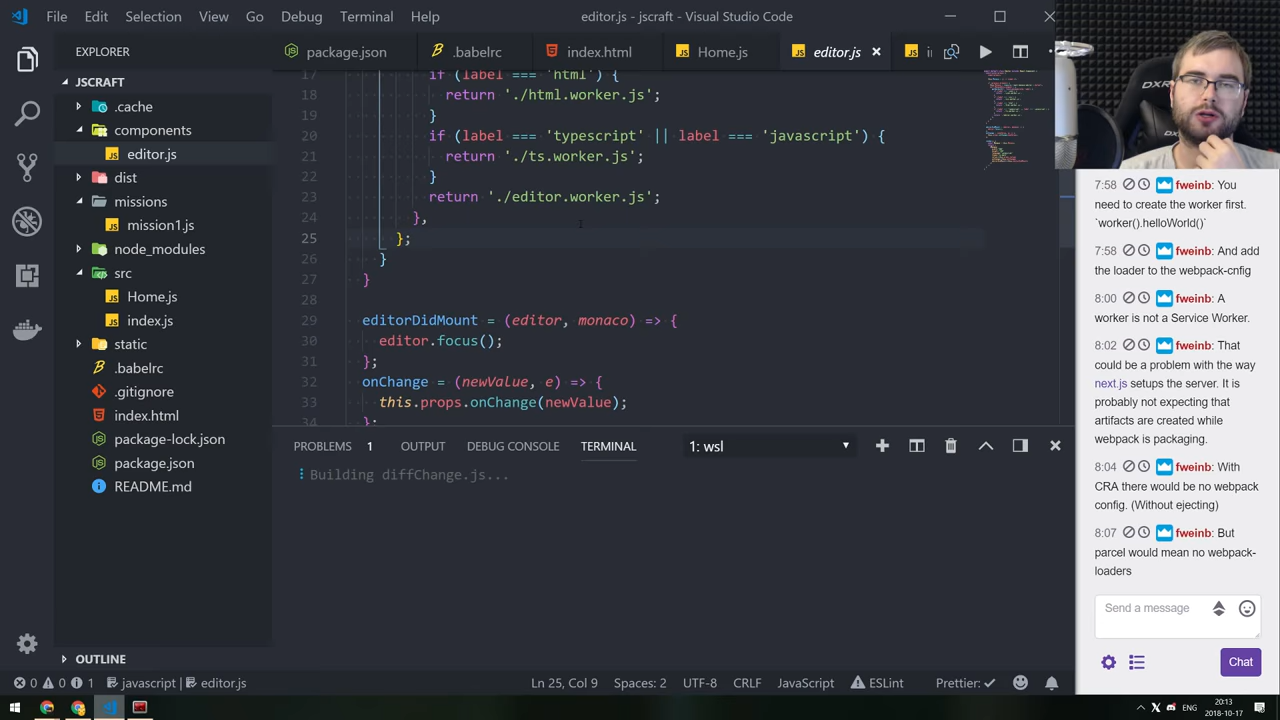 File Edit Selection View Go Debug Terminal Help
editor.js - jscraft - Visual Studio Code
EXPLORER
JSCRAFT
.cache
components
editor.js
dist
missions
mission1.js
node_modules
src
Home.js
index.js
static
.babelrc
.gitignore
index.html
package-lock.json
package.json
README.md
OUTLINE
package.json .babelrc index.html Home.js editor.js
17 if (label === 'html') {
18 return './html.worker.js';
19 }
20 if (label === 'typescript' || label === 'javascript') {
21 return './ts.worker.js';
22 }
23 return './editor.worker.js';
24 },
25 };
26 }
27 }
28
29 editorDidMount = (editor, monaco) => {
30 editor.focus();
31 };
32 onChange = (newValue, e) => {
33 this.props.onChange(newValue);
34 };
PROBLEMS 1 OUTPUT DEBUG CONSOLE TERMINAL 1: wsl
Building diffChange.js...
DXR
7:58 fweinb: You
need to create the worker first.
`worker().helloWorld()`
7:58 fweinb: And add
the loader to the webpack-cnfig
8:00 fweinb: A
worker is not a Service Worker.
8:02 fweinb: That
could be a problem with the way
next.js setups the server. It is
probably not expecting that
artifacts are created while
webpack is packaging.
8:04 fweinb: With
CRA there would be no webpack
config. (Without ejecting)
8:07 fweinb: But
parcel would mean no webpack-
loaders
Send a message
Chat
0 0 1 javascript | editor.js Ln 25, Col 9 Spaces: 2 UTF-8 CRLF JavaScript ESLint Prettier: ✓
ENG
20:13
2018-10-17